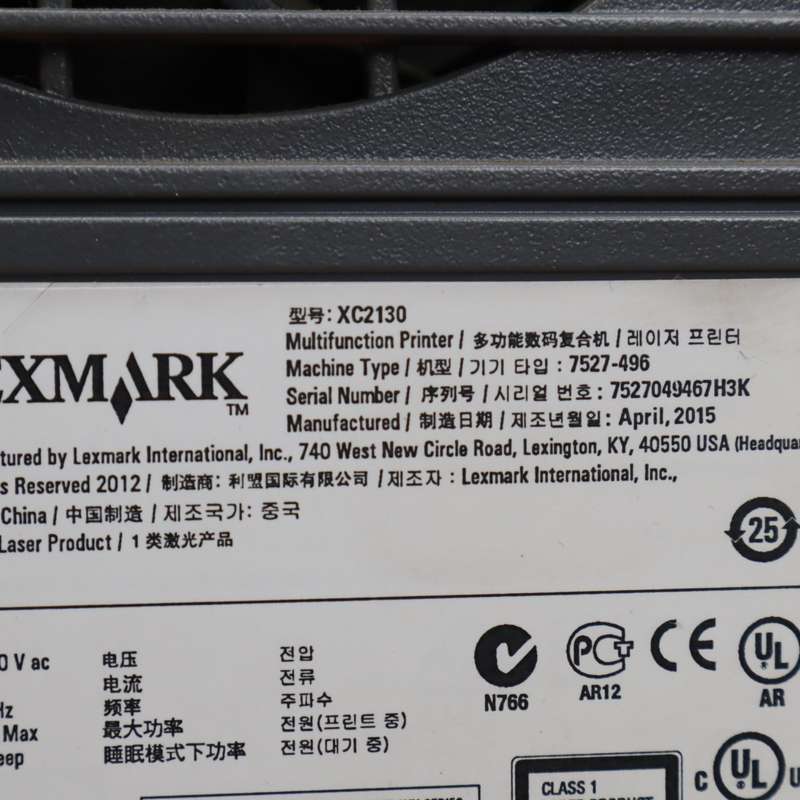 型号: XC2130
Multifunction Printer / 多功能数码复合机 / 레이저 프린터
EXMARK™
Machine Type / 机型 / 기기 타입 : 7527-496
Serial Number / 序列号 / 시리얼 번호 : 7527049467H3K
Manufactured / 制造日期 / 제조년월일 : April, 2015
tured by Lexmark International, Inc., 740 West New Circle Road, Lexington, KY, 40550 USA (Headquar
s Reserved 2012 / 制造商: 利盟国际有限公司 / 제조자 : Lexmark International, Inc.,
China / 中国制造 / 제조국가: 중국
Laser Product / 1 类激光产品
25
0 V ac 电压 전압
电流 전류
Hz 频率 주파수
Max 最大功率 전원(프린트 중)
eep 睡眠模式下功率 전원(대기 중)
N766
PCT
AR12
CE
UL
AR
CLASS 1
C UL U